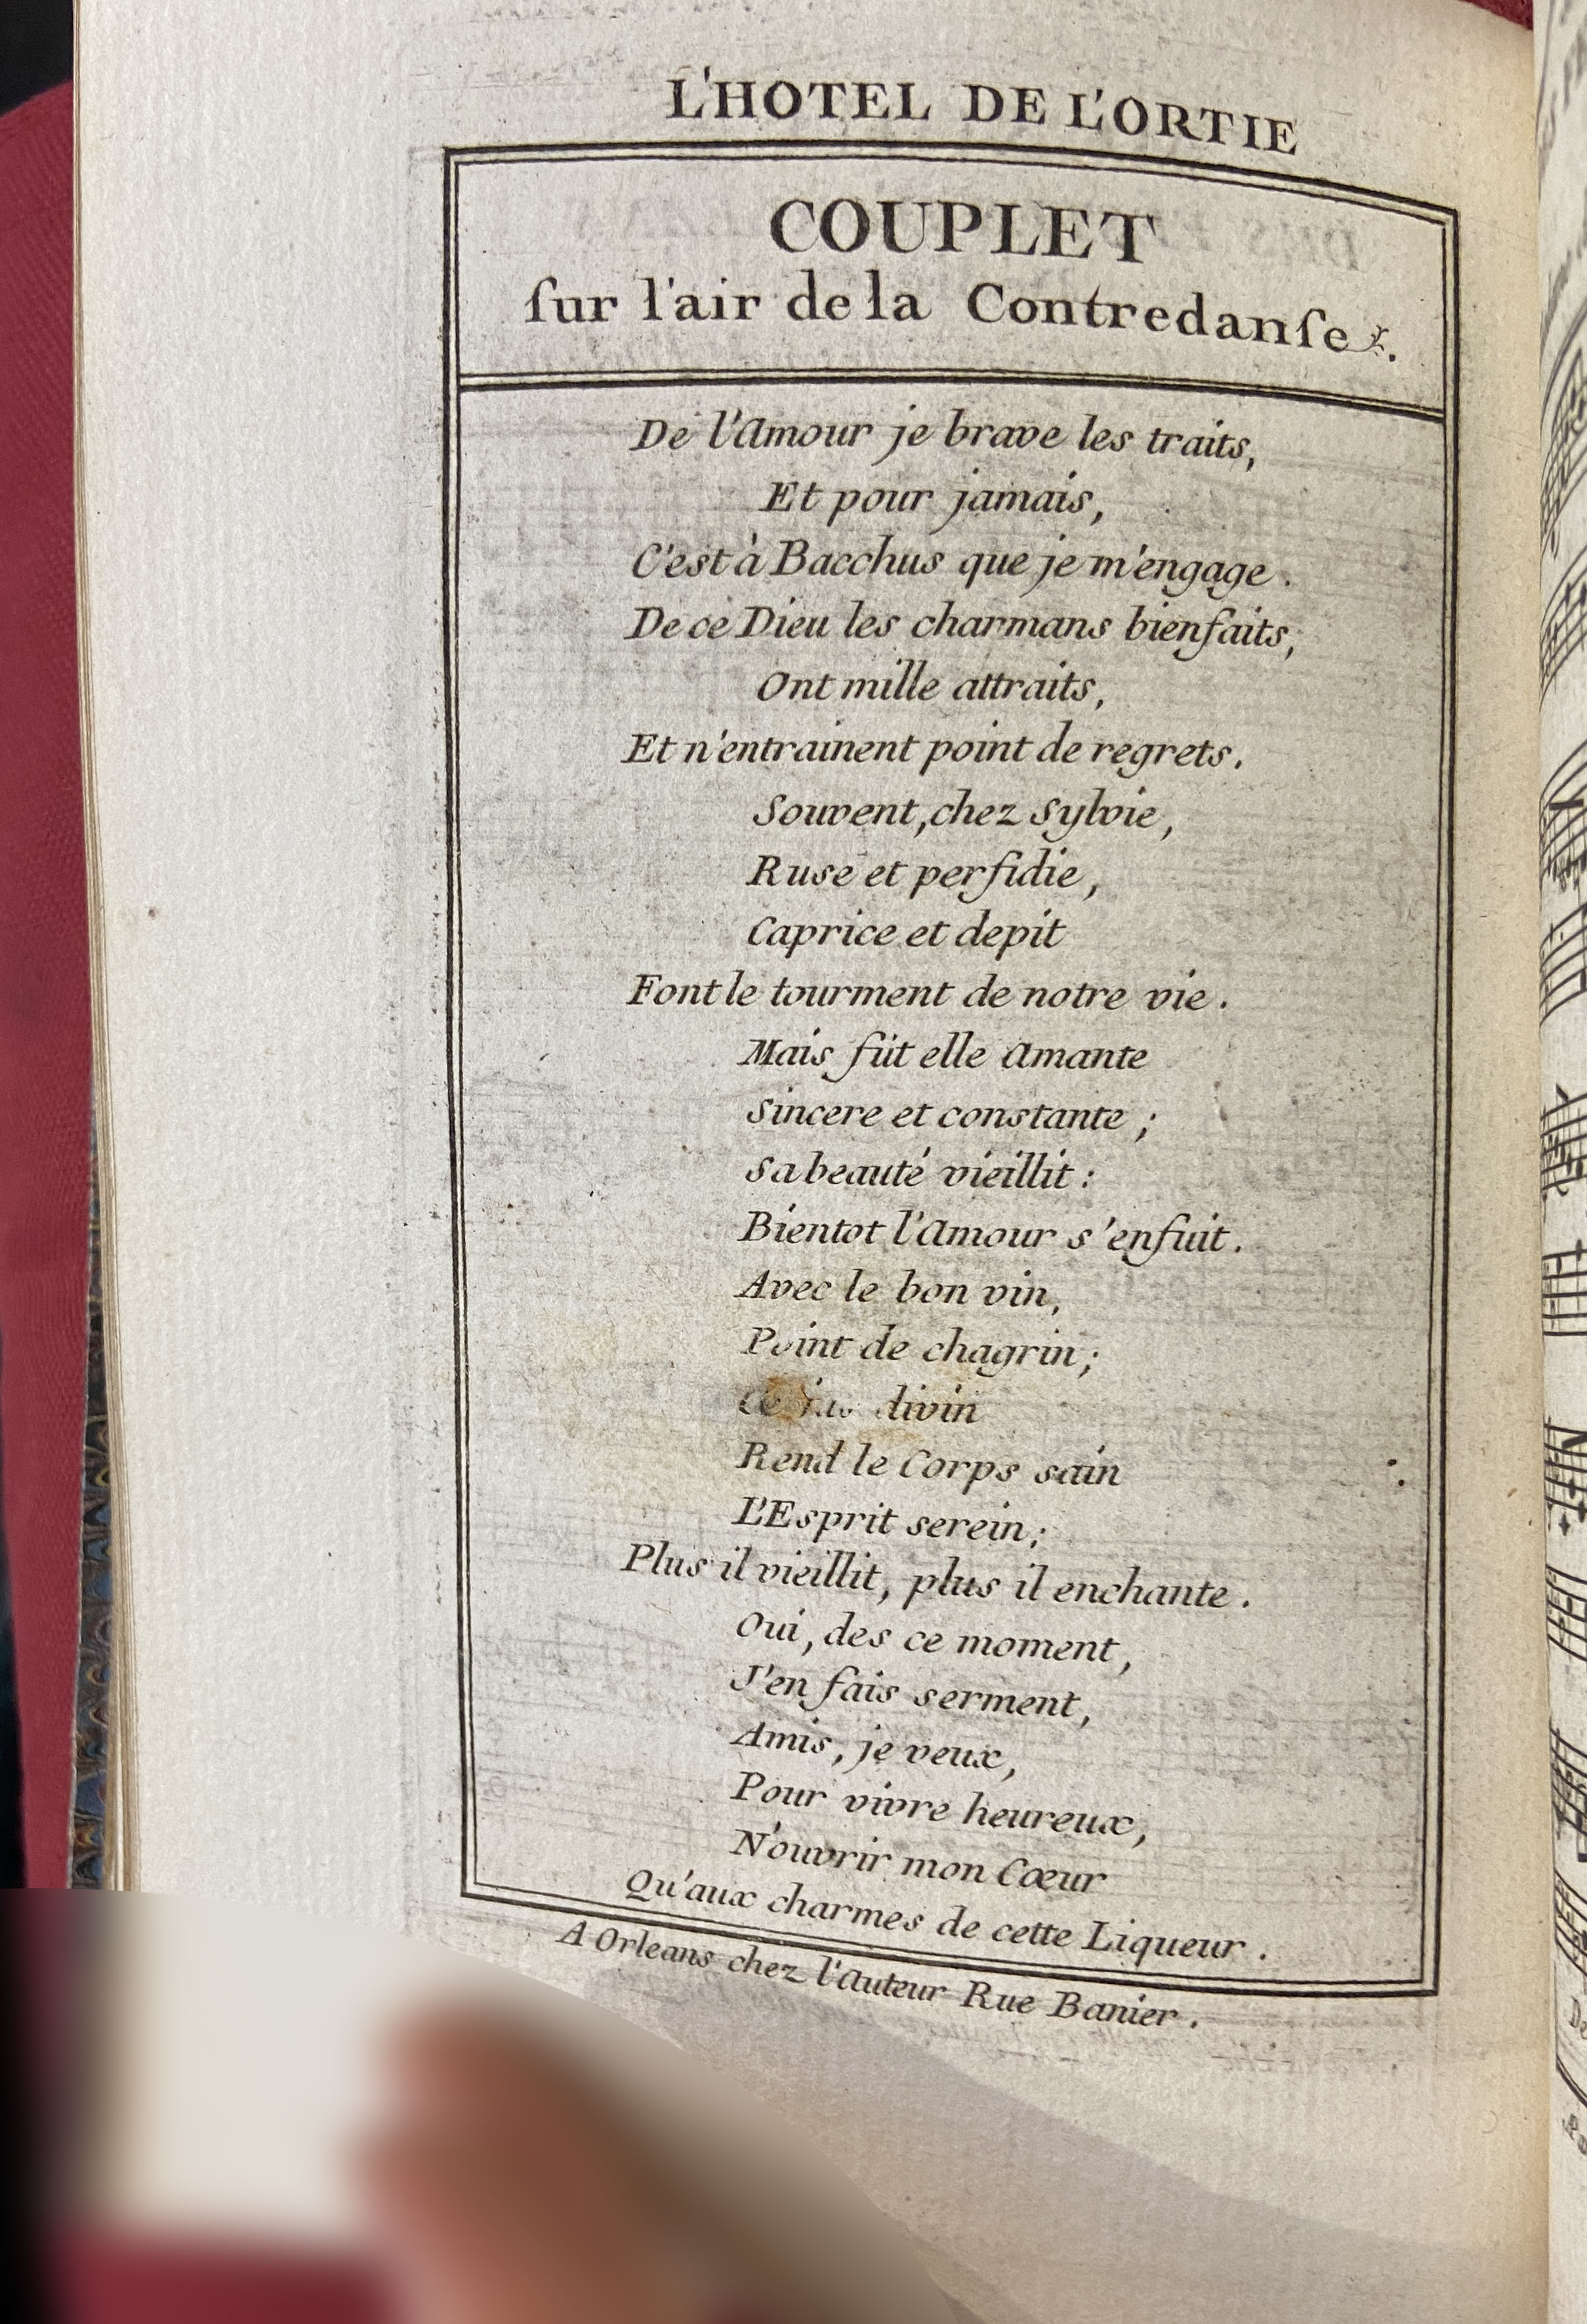 L'HOTEL DE L'ORTIE
COUPLET
sur l'air de la Contredanse.
De l'Amour je brave les traits,
Et pour jamais,
C'est à Bacchus que je m'engage.
De ce Dieu les charmans bienfaits,
Ont mille attraits,
Et n'entrainent point de regrets.
Souvent, chez Sylvie,
Ruse et perfidie,
Caprice et depit
Font le tourment de notre vie.
Mais fût elle Amante
Sincere et constante ;
Sa beauté vieillit :
Bientot l'Amour s'enfuit.
Avec le bon vin,
Point de chagrin;
Ce jus divin
Rend le Corps sain
L'Esprit serein;
Plus il vieillit, plus il enchante.
Oui, des ce moment,
J'en fais serment,
Amis, je veux,
Pour vivre heureux,
N'ouvrir mon Cœur
Qu'aux charmes de cette Liqueur.
A Orleans chez l'Auteur Rue Banier.